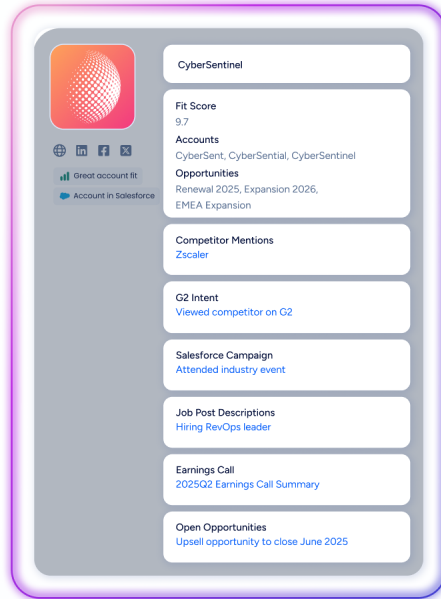 CyberSentinel
Great account fit
Account in Salesforce
Fit Score
9.7
Accounts
CyberSent, CyberSential, CyberSentinel
Opportunities
Renewal 2025, Expansion 2026,
EMEA Expansion
Competitor Mentions
Zscaler
G2 Intent
Viewed competitor on G2
Salesforce Campaign
Attended industry event
Job Post Descriptions
Hiring RevOps leader
Earnings Call
2025Q2 Earnings Call Summary
Open Opportunities
Upsell opportunity to close June 2025